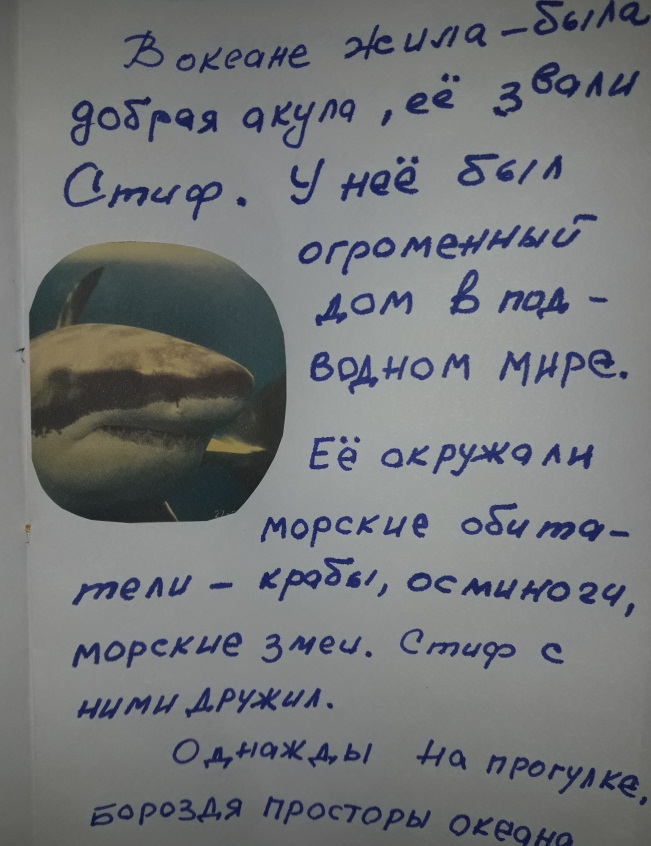 В океане жила-была
добрая акула, её звали
Стиф. У неё был
огроменный
дом в под-
водном мире.
Её окружали
морские обита-
тели - крабы, осминоги,
морские змеи. Стиф с
ними дружил.
Однажды на прогулке,
бороздя просторы океана